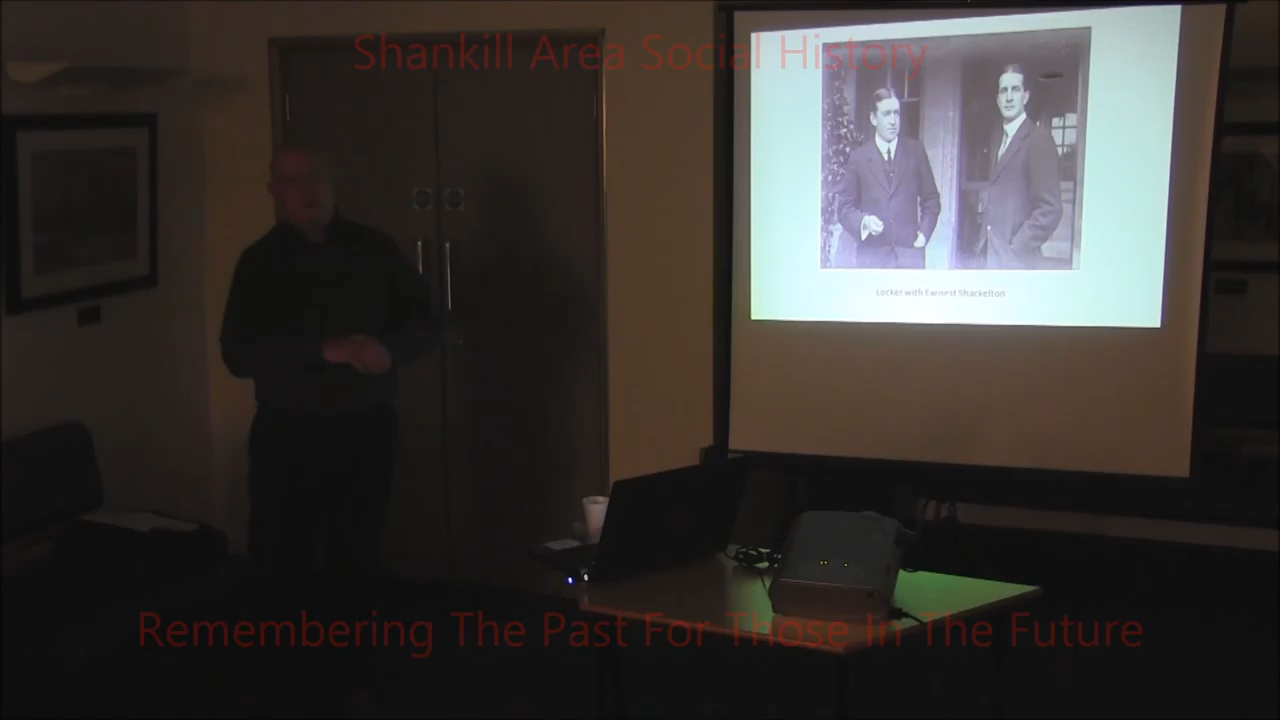 Shankill Area Social History
Locker with Earnest Shackelton
Remembering The Past For Those In The Future